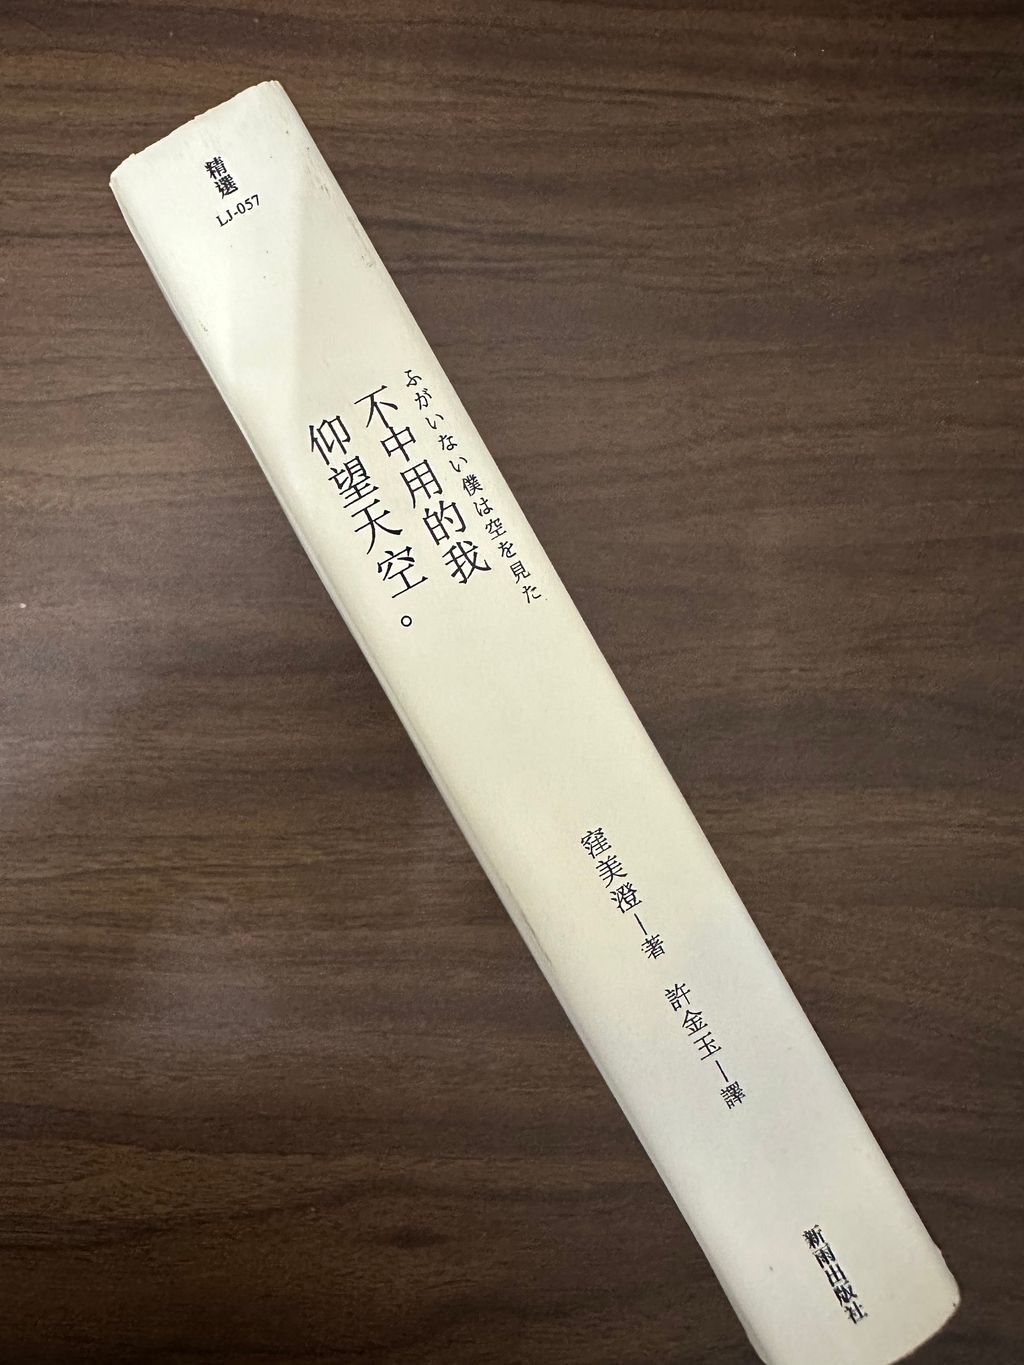 精選
LJ-057
ふがいない僕は空を見た
不中用的我
仰望天空。
窪美澄—著 許金玉—譯
新雨出版社